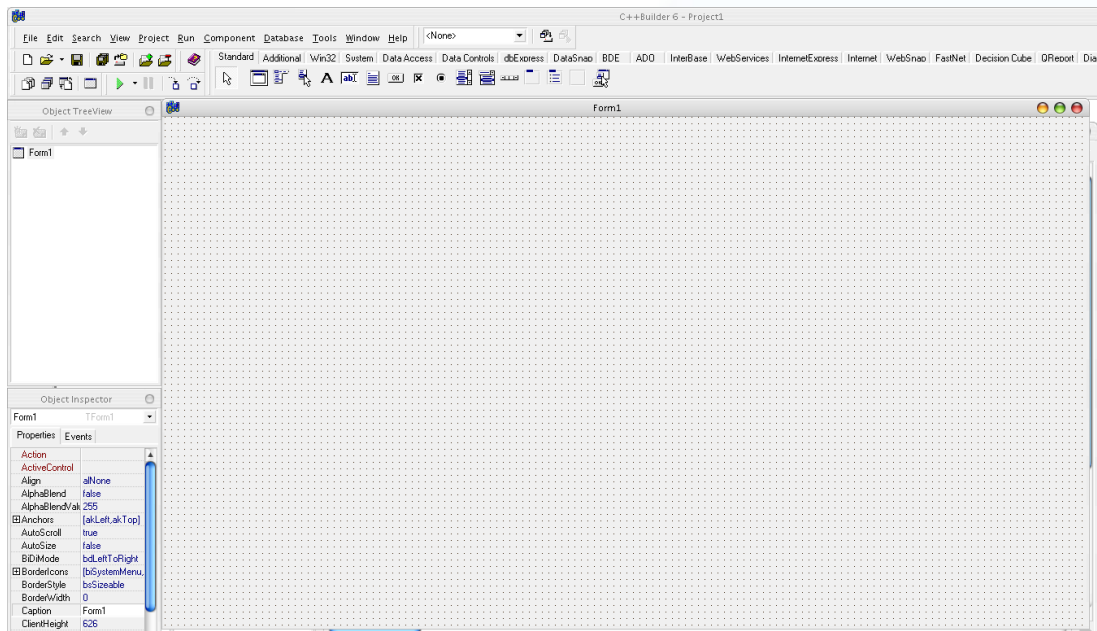 C++Builder 6 - Project1
File Edit Search View Project Run Component Database Tools Window Help <None>
Standard Additional Win32 System Data Access Data Controls dbExpress DataSnap BDE ADO InterBase WebServices InternetExpress Internet WebSnap FastNet Decision Cube QReport Dia
Object TreeView
Form1
Form1
Object Inspector
Form1 TForm1
Properties Events
Action
ActiveControl
Align alNone
AlphaBlend false
AlphaBlendValu 255
Anchors [akLeft,akTop]
AutoScroll true
AutoSize false
BiDiMode bdLeftToRight
BorderIcons [biSystemMenu,
BorderStyle bsSizeable
BorderWidth 0
Caption Form1
ClientHeight 626